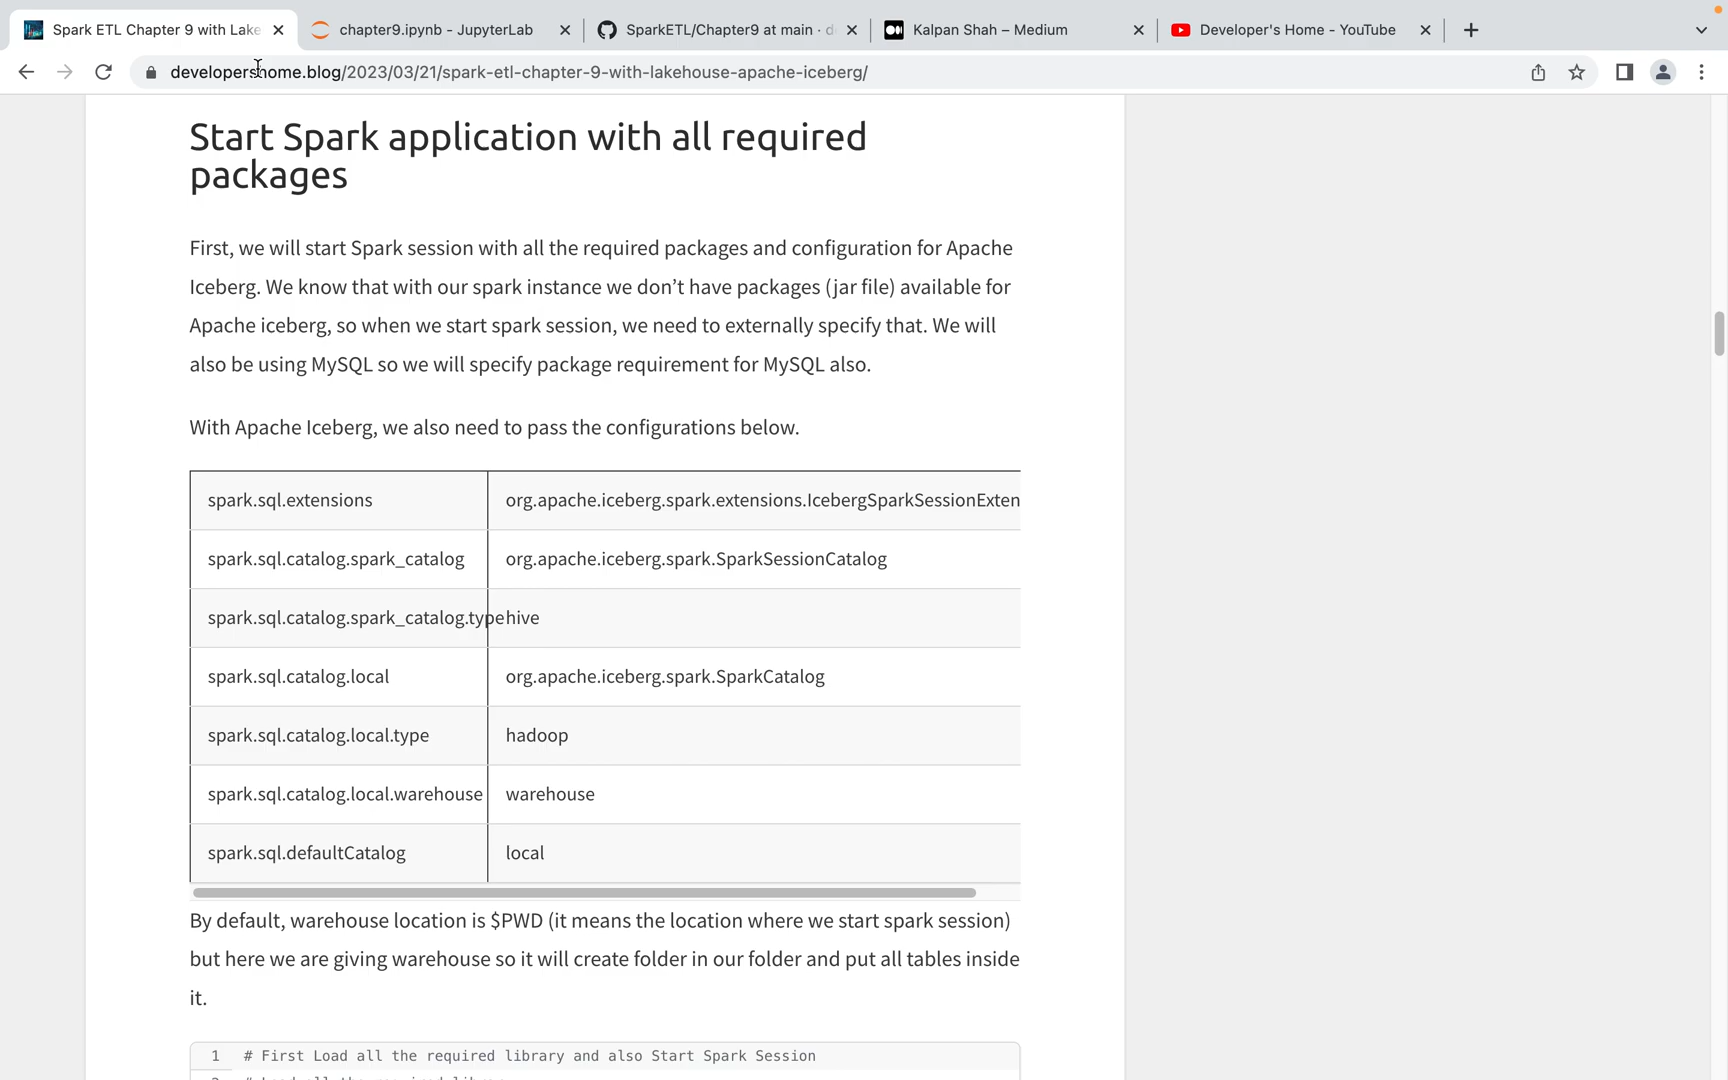 Spark ETL Chapter 9 with Lake
chapter9.ipynb - JupyterLab
SparkETL/Chapter9 at main · d
Kalpan Shah – Medium
Developer's Home - YouTube
developershome.blog/2023/03/21/spark-etl-chapter-9-with-lakehouse-apache-iceberg/
Start Spark application with all required
packages
First, we will start Spark session with all the required packages and configuration for Apache
Iceberg. We know that with our spark instance we don’t have packages (jar file) available for
Apache iceberg, so when we start spark session, we need to externally specify that. We will
also be using MySQL so we will specify package requirement for MySQL also.
With Apache Iceberg, we also need to pass the configurations below.
spark.sql.extensions org.apache.iceberg.spark.extensions.IcebergSparkSessionExten
spark.sql.catalog.spark_catalog org.apache.iceberg.spark.SparkSessionCatalog
spark.sql.catalog.spark_catalog.type hive
spark.sql.catalog.local org.apache.iceberg.spark.SparkCatalog
spark.sql.catalog.local.type hadoop
spark.sql.catalog.local.warehouse warehouse
spark.sql.defaultCatalog local
By default, warehouse location is $PWD (it means the location where we start spark session)
but here we are giving warehouse so it will create folder in our folder and put all tables inside
it.
1 # First Load all the required library and also Start Spark Session